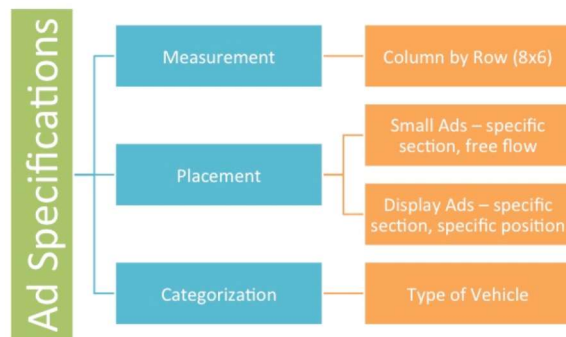 Ad Specifications
Measurement
Column by Row (8x6)
Placement
Small Ads – specific
section, free flow
Display Ads – specific
section, specific position
Categorization
Type of Vehicle